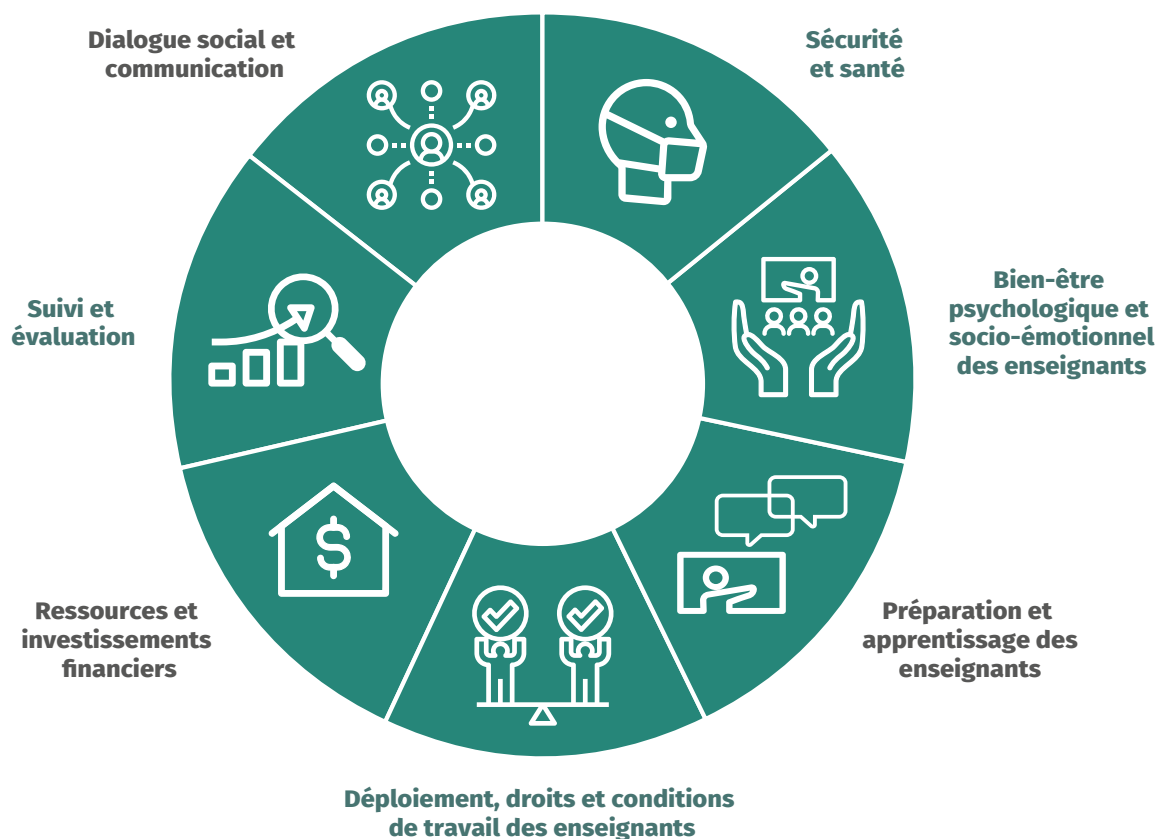 Dialogue social et
communication
Sécurité
et santé
Bien-être
psychologique et
socio-émotionnel
des enseignants
Préparation et
apprentissage des
enseignants
Déploiement, droits et conditions
de travail des enseignants
Ressources et
investissements
financiers
Suivi et
évaluation
$